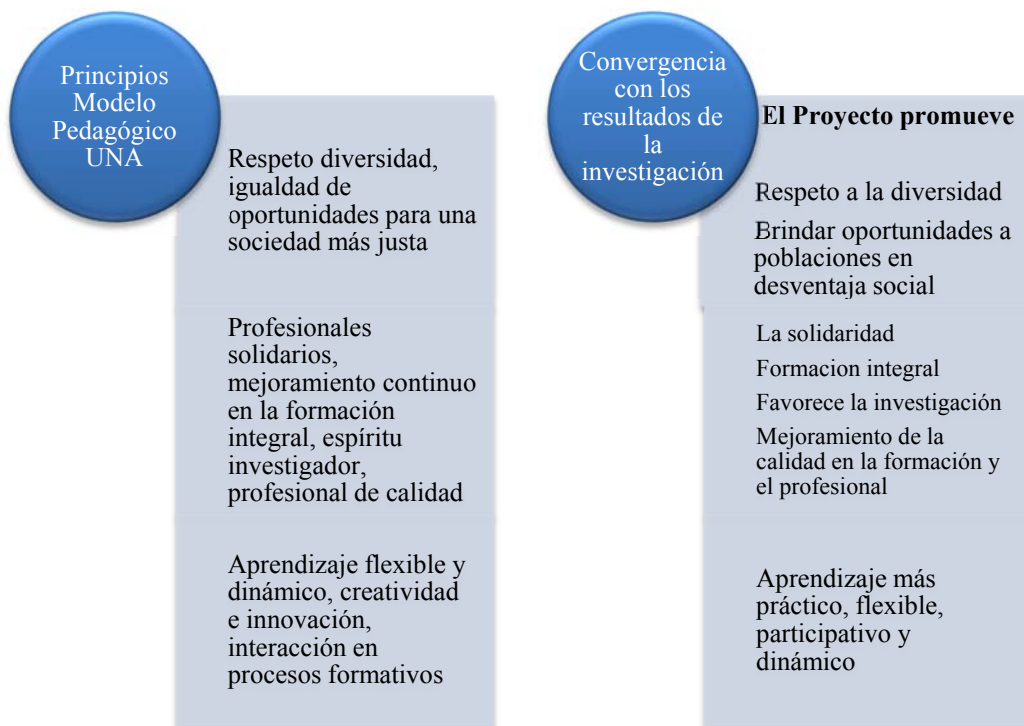 Principios
Modelo
Pedagógico
UNA
Respeto diversidad,
igualdad de
oportunidades para una
sociedad más justa
Profesionales
solidarios,
mejoramiento continuo
en la formación
integral, espíritu
investigador,
profesional de calidad
Aprendizaje flexible y
dinámico, creatividad
e innovación,
interacción en
procesos formativos
Convergencia
con los
resultados de
la
investigación
El Proyecto promueve
Respeto a la diversidad
Brindar oportunidades a
poblaciones en
desventaja social
La solidaridad
Formacion integral
Favorece la investigación
Mejoramiento de la
calidad en la formación y
el profesional
Aprendizaje más
práctico, flexible,
participativo y
dinámico